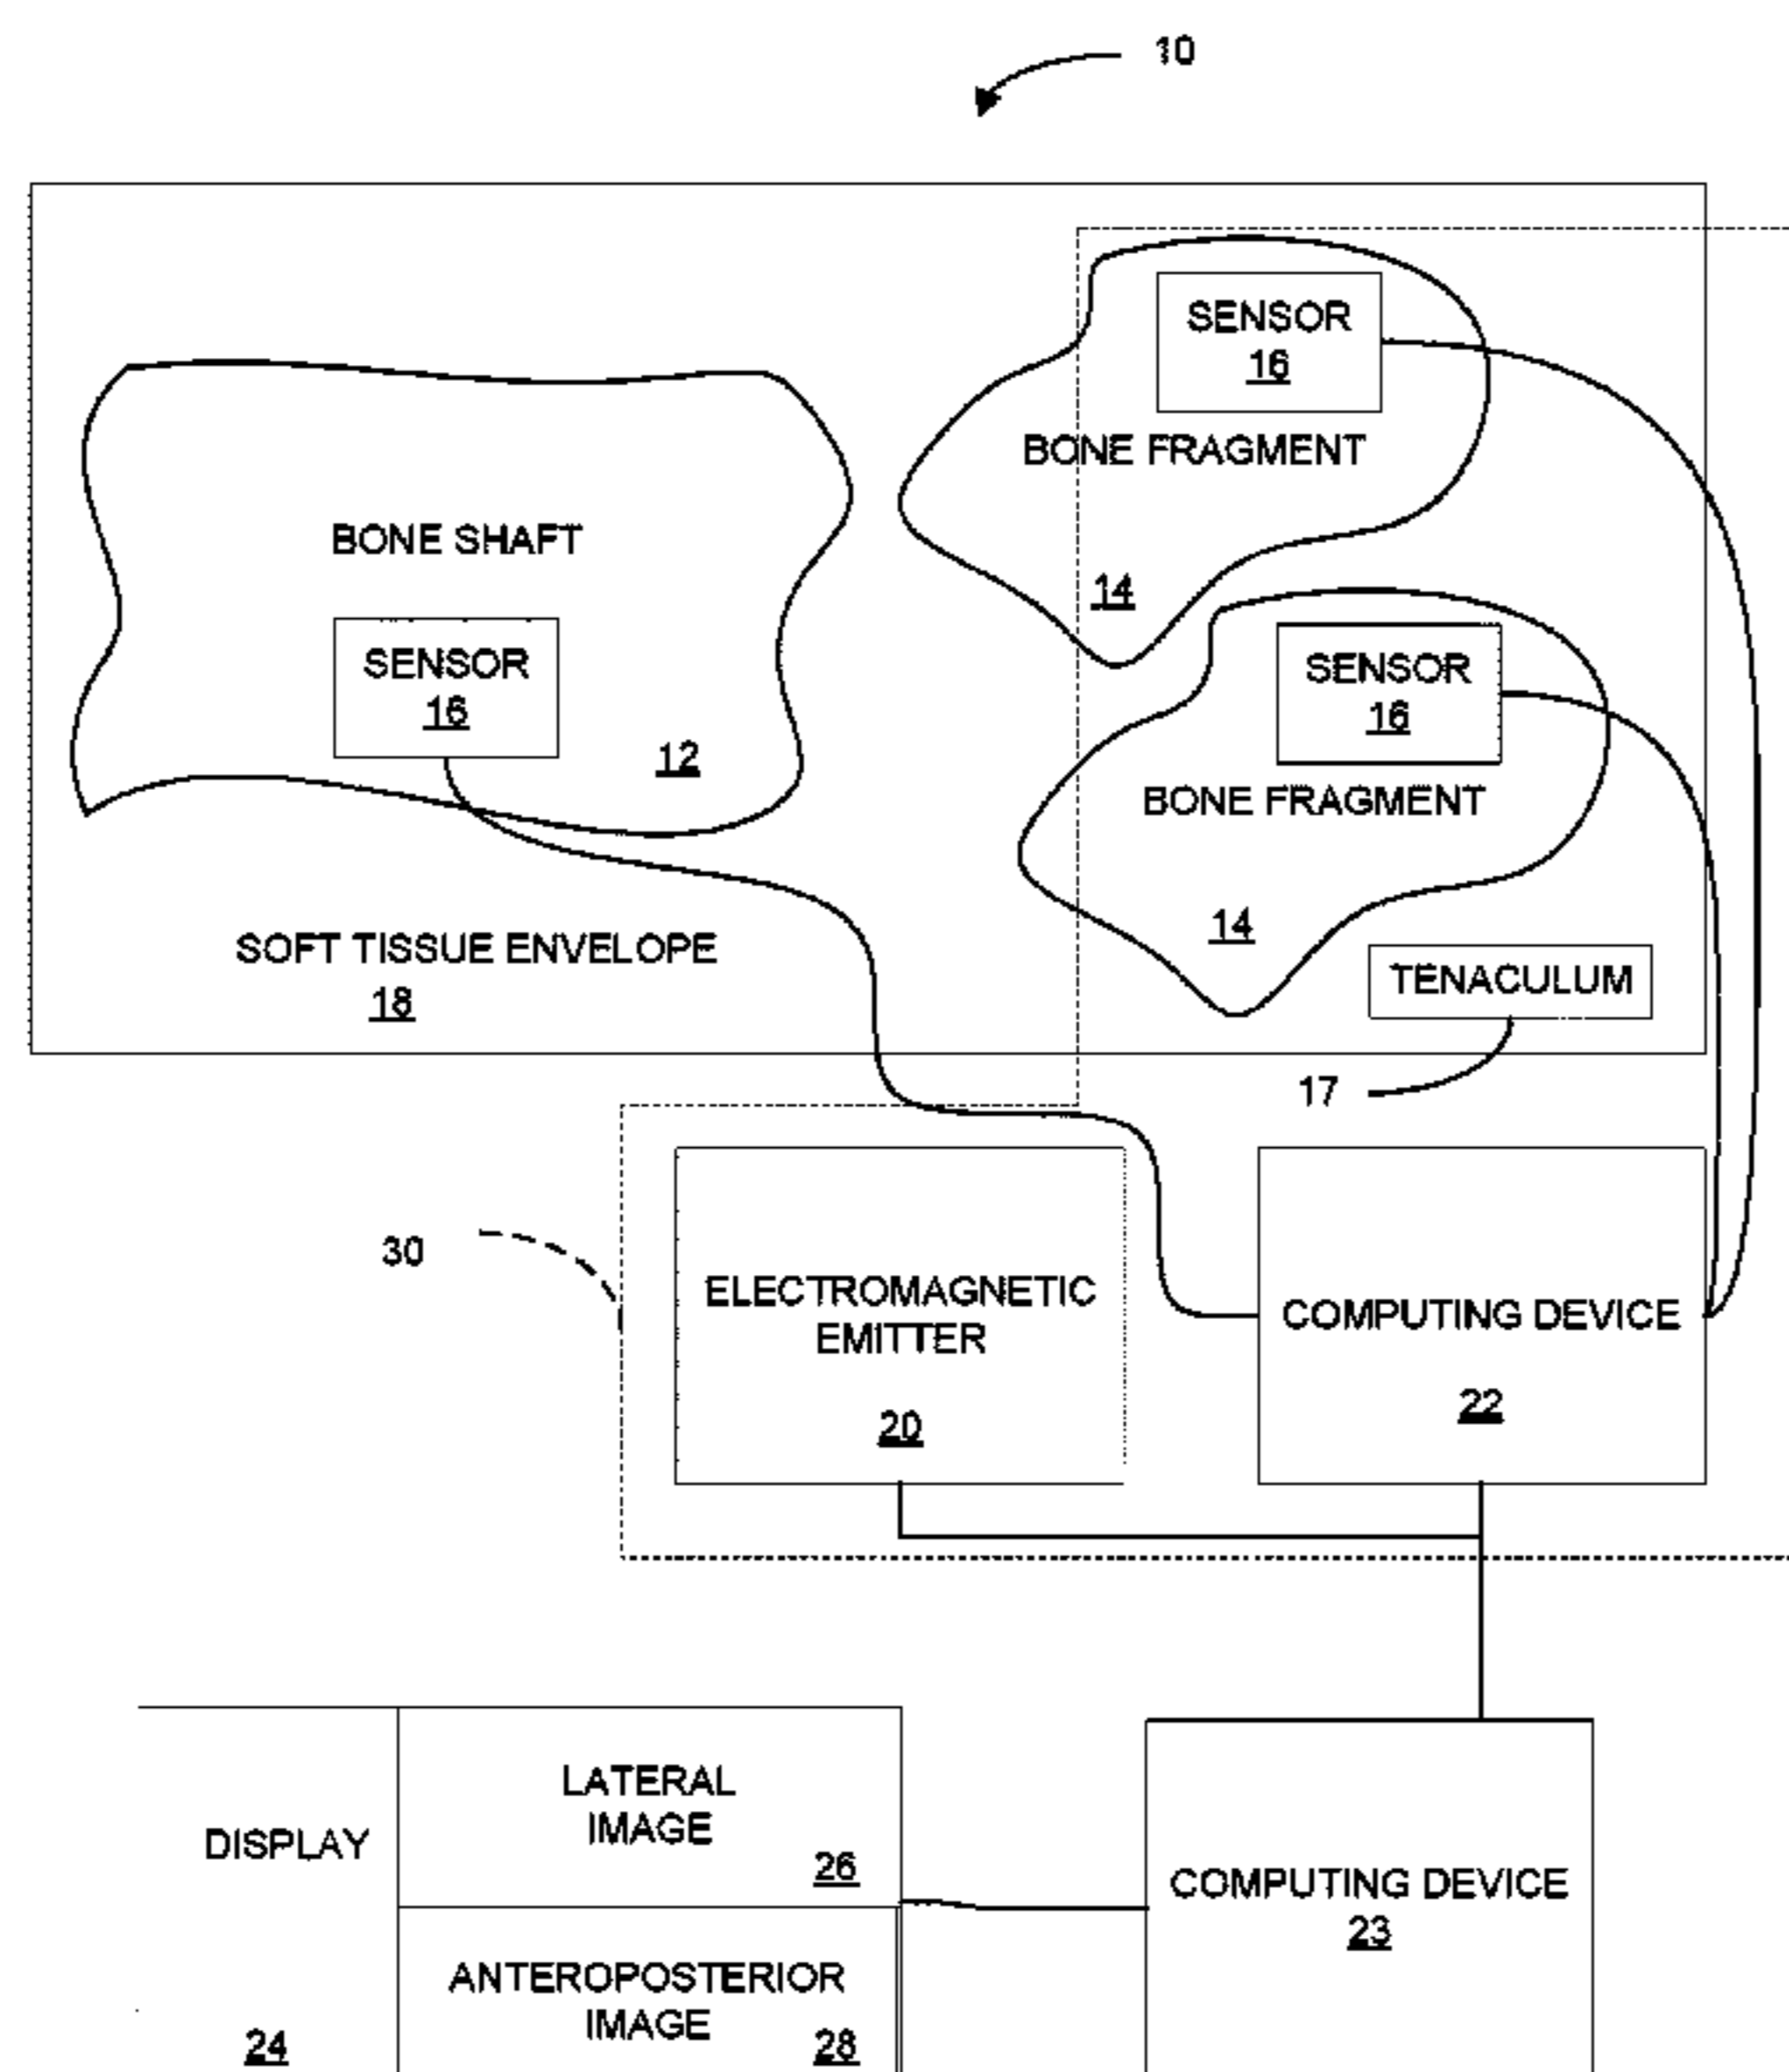 10
SENSOR
16
BONE FRAGMENT
14
BONE SHAFT
SENSOR
16
12
SENSOR
16
BONE FRAGMENT
14
SOFT TISSUE ENVELOPE
18
TENACULUM
17
30
ELECTROMAGNETIC
EMITTER
20
COMPUTING DEVICE
22
DISPLAY
24
LATERAL
IMAGE
26
ANTEROPOSTERIOR
IMAGE
28
COMPUTING DEVICE
23